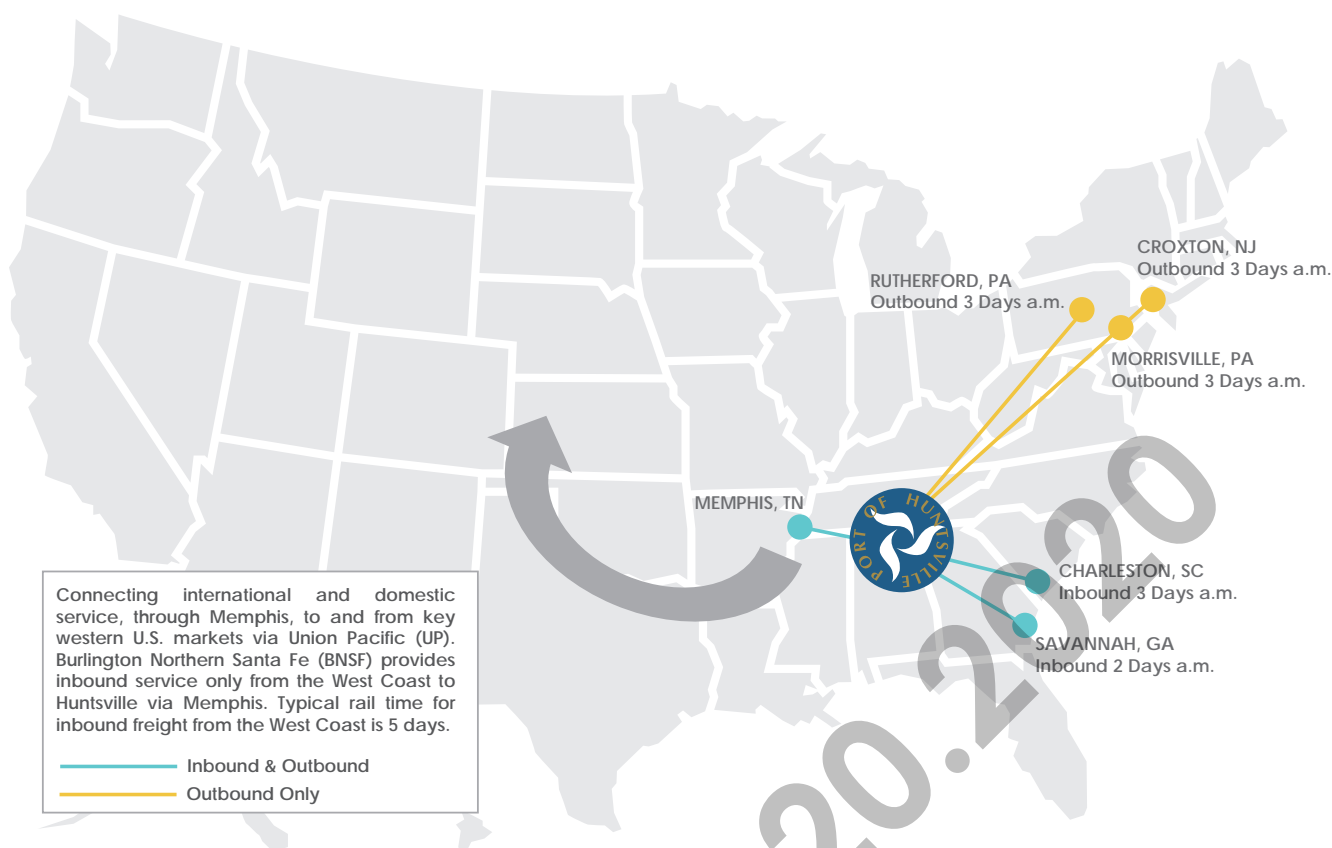 CROXTON, NJ
Outbound 3 Days a.m.
RUTHERFORD, PA
Outbound 3 Days a.m.
MORRISVILLE, PA
Outbound 3 Days a.m.
MEMPHIS, TN
PORT OF HUNTSVILLE
CHARLESTON, SC
Inbound 3 Days a.m.
SAVANNAH, GA
Inbound 2 Days a.m.
Connecting international and domestic
service, through Memphis, to and from key
western U.S. markets via Union Pacific (UP).
Burlington Northern Santa Fe (BNSF) provides
inbound service only from the West Coast to
Huntsville via Memphis. Typical rail time for
inbound freight from the West Coast is 5 days.
Inbound & Outbound
Outbound Only
20.2020